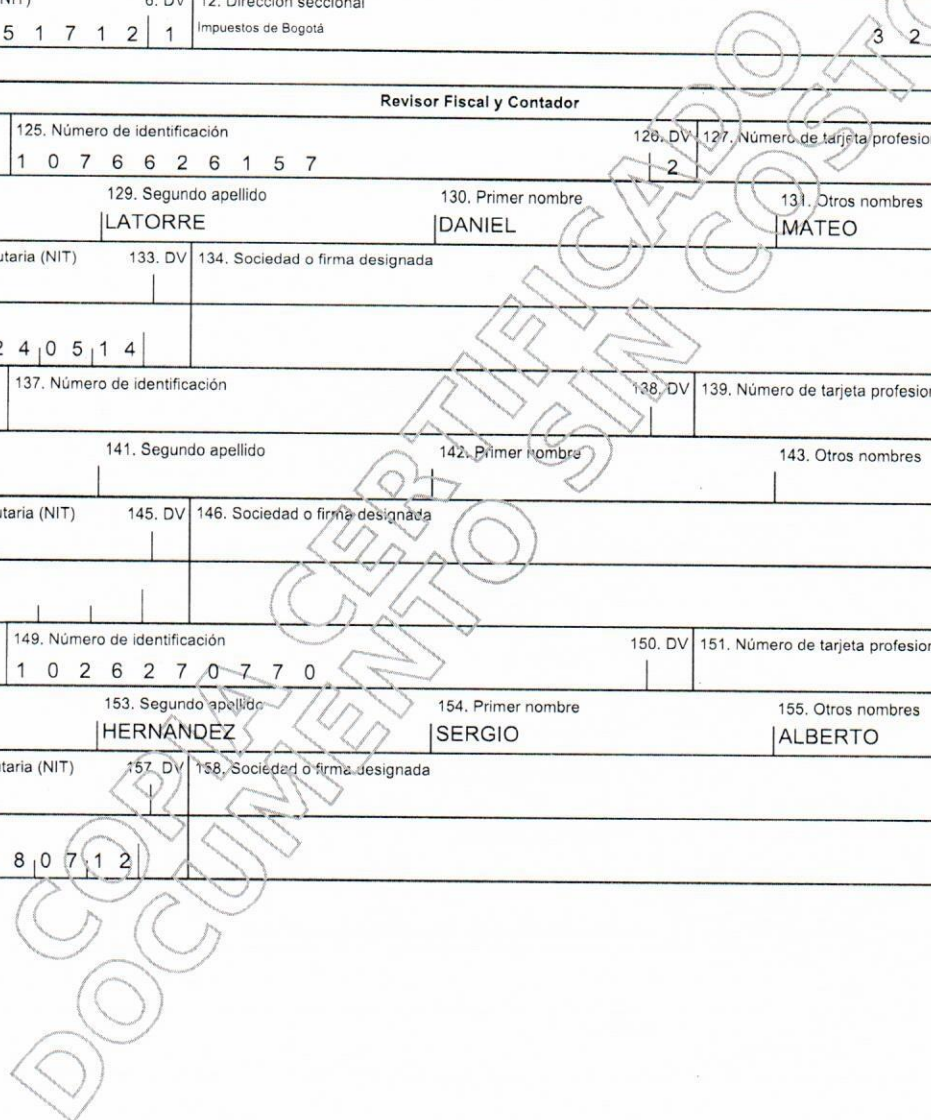 NIT) 6. DV 12. Dirección seccional
5 1 7 1 2 1 Impuestos de Bogotá 3 2
Revisor Fiscal y Contador
125. Número de identificación 126. DV 127. Número de tarjeta profesion
1 0 7 6 6 2 6 1 5 7 2
129. Segundo apellido 130. Primer nombre 131. Otros nombres
LATORRE DANIEL MATEO
utaria (NIT) 133. DV 134. Sociedad o firma designada
2 4 0 5 1 4
137. Número de identificación 138. DV 139. Número de tarjeta profesion
141. Segundo apellido 142. Primer nombre 143. Otros nombres
utaria (NIT) 145. DV 146. Sociedad o firma designada
149. Número de identificación 150. DV 151. Número de tarjeta profesion
1 0 2 6 2 7 0 7 7 0
153. Segundo apellido 154. Primer nombre 155. Otros nombres
HERNANDEZ SERGIO ALBERTO
utaria (NIT) 157. DV 158. Sociedad o firma designada
8 0 7 1 2
COPIA CERTIFICADO
DOCUMENTO SIN COSTO